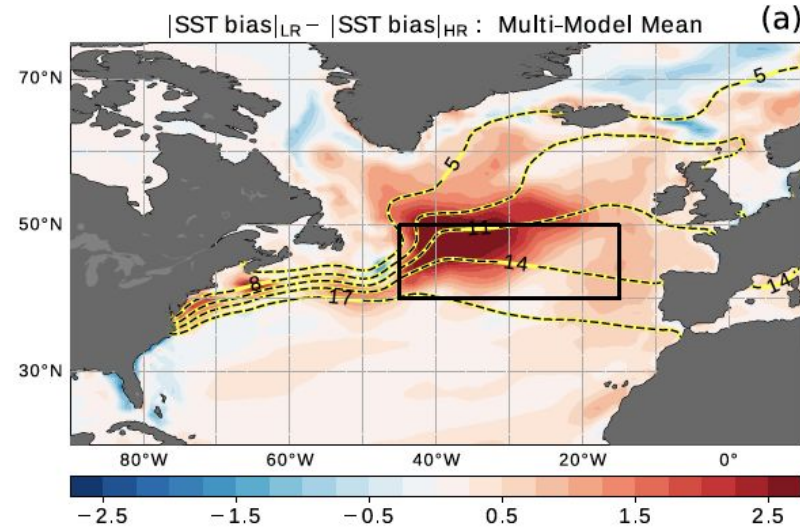 |SST bias|LR − |SST bias|HR : Multi-Model Mean (a)
70°N
50°N
30°N
5
5
8
11
14
14
17
80°W 60°W 40°W 20°W 0°
−2.5 −1.5 −0.5 0.5 1.5 2.5